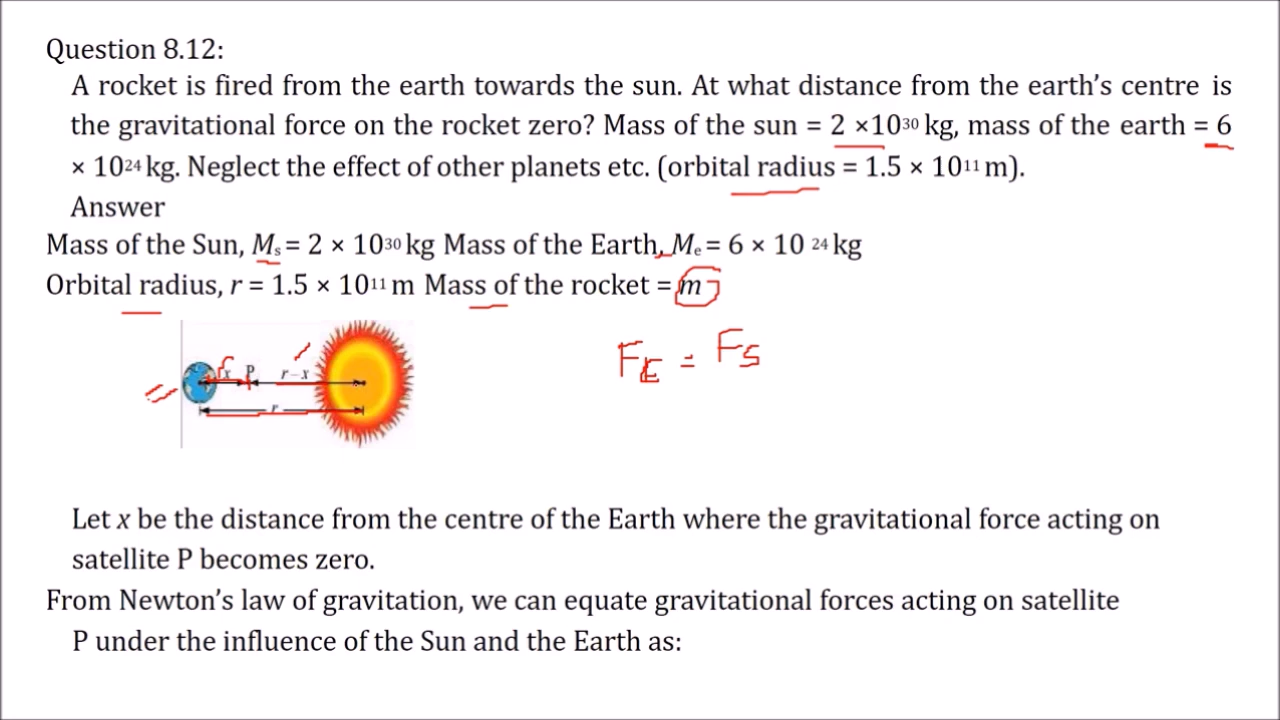 Question 8.12:
A rocket is fired from the earth towards the sun. At what distance from the earth's centre is
the gravitational force on the rocket zero? Mass of the sun = 2 ×10³⁰ kg, mass of the earth = 6
× 10²⁴ kg. Neglect the effect of other planets etc. (orbital radius = 1.5 × 10¹¹ m).
Answer
Mass of the Sun, Mₛ = 2 × 10³⁰ kg Mass of the Earth, Mₑ = 6 × 10 ²⁴ kg
Orbital radius, r = 1.5 × 10¹¹ m Mass of the rocket = m
x P r-x
r
F_E = F_S
Let x be the distance from the centre of the Earth where the gravitational force acting on
satellite P becomes zero.
From Newton's law of gravitation, we can equate gravitational forces acting on satellite
P under the influence of the Sun and the Earth as: